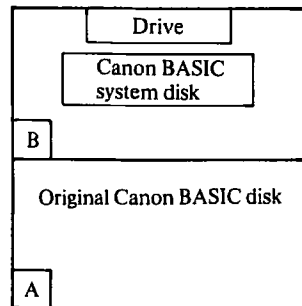 Drive
Canon BASIC
system disk
B
Original Canon BASIC disk
A